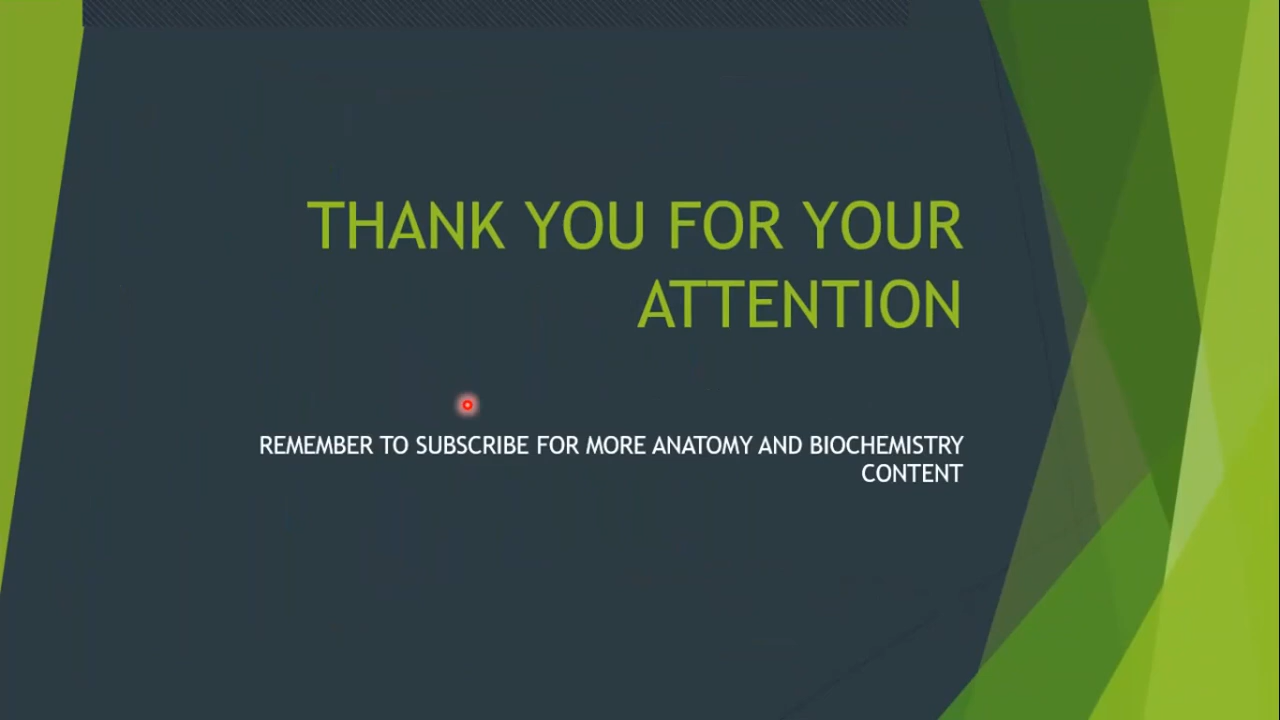 THANK YOU FOR YOUR
ATTENTION
REMEMBER TO SUBSCRIBE FOR MORE ANATOMY AND BIOCHEMISTRY
CONTENT